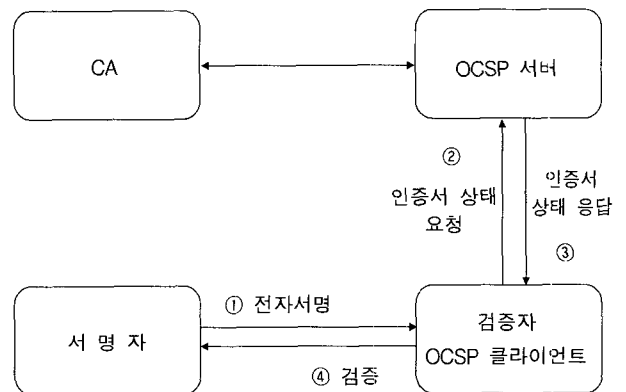 CA
OCSP 서버
②
인증서 상태
요청
인증서
상태 응답
③
서 명 자
① 전자서명
④ 검증
검증자
OCSP 클라이언트